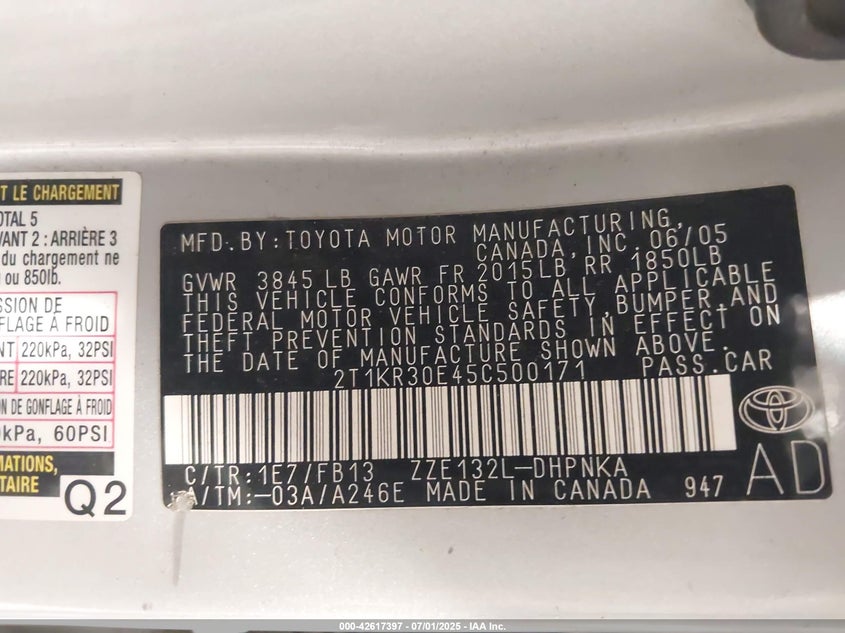 T LE CHARGEMENT
OTAL 5
VANT 2 : ARRIÈRE 3
du chargement ne
ou 850lb.
SSION DE
FLAGE À FROID
NT 220kPa, 32PSI
RE 220kPa, 32PSI
ON DE GONFLAGE À FROID
kPa, 60PSI
MATIONS,
TAIRE
Q2
MFD. BY: TOYOTA MOTOR MANUFACTURING,
CANADA, INC. 06/05
GVWR 3845 LB GAWR FR 2015LB, RR 1850LB
THIS VEHICLE CONFORMS TO ALL APPLICABLE
FEDERAL MOTOR VEHICLE SAFETY, BUMPER, AND
THEFT PREVENTION STANDARDS IN EFFECT ON
THE DATE OF MANUFACTURE SHOWN ABOVE.
2T1KR30E45C500171 PASS. CAR
C/TR: 1E7/FB13 ZZE132L-DHPNKA
A/TM: -03A/A246E MADE IN CANADA 947
AD
000-42617397 - 07/01/2025 - IAA Inc.